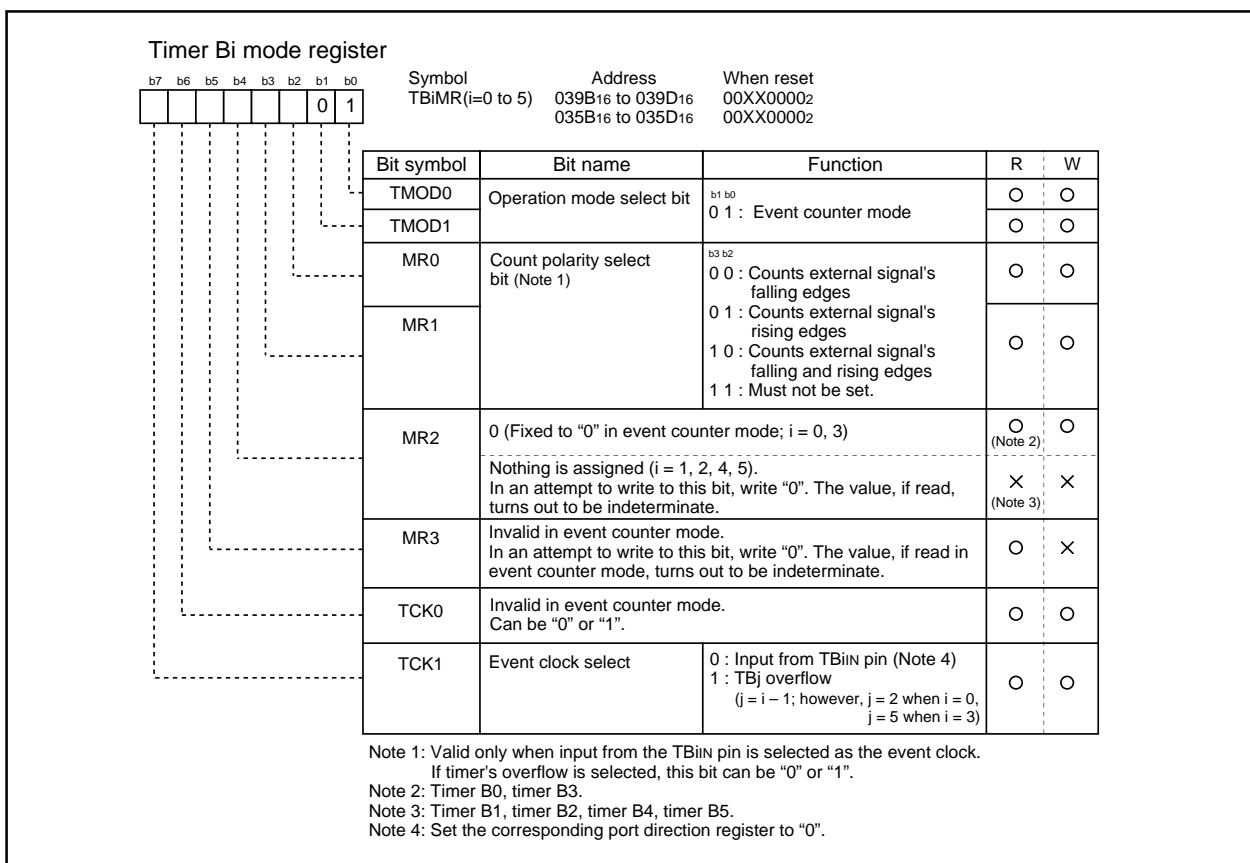 Timer Bi mode register
b7 b6 b5 b4 b3 b2 b1 b0
0 1
Symbol Address When reset
TBiMR(i=0 to 5) 039B16 to 039D16 00XX00002
035B16 to 035D16 00XX00002
Bit symbol Bit name Function R W
TMOD0 Operation mode select bit b1 b0
0 1 : Event counter mode
TMOD1
MR0 Count polarity select
bit (Note 1)
b3 b2
0 0 : Counts external signal's
falling edges
0 1 : Counts external signal's
rising edges
MR1
1 0 : Counts external signal's
falling and rising edges
1 1 : Must not be set.
MR2 0 (Fixed to “0” in event counter mode; i = 0, 3)
(Note 2)
Nothing is assigned (i = 1, 2, 4, 5).
In an attempt to write to this bit, write “0”. The value, if read,
turns out to be indeterminate.
(Note 3)
MR3 Invalid in event counter mode.
In an attempt to write to this bit, write “0”. The value, if read in
event counter mode, turns out to be indeterminate.
TCK0 Invalid in event counter mode.
Can be “0” or “1”.
TCK1 Event clock select 0 : Input from TBiIN pin (Note 4)
1 : TBj overflow
(j = i – 1; however, j = 2 when i = 0,
j = 5 when i = 3)
Note 1: Valid only when input from the TBiIN pin is selected as the event clock.
If timer's overflow is selected, this bit can be “0” or “1”.
Note 2: Timer B0, timer B3.
Note 3: Timer B1, timer B2, timer B4, timer B5.
Note 4: Set the corresponding port direction register to “0”.